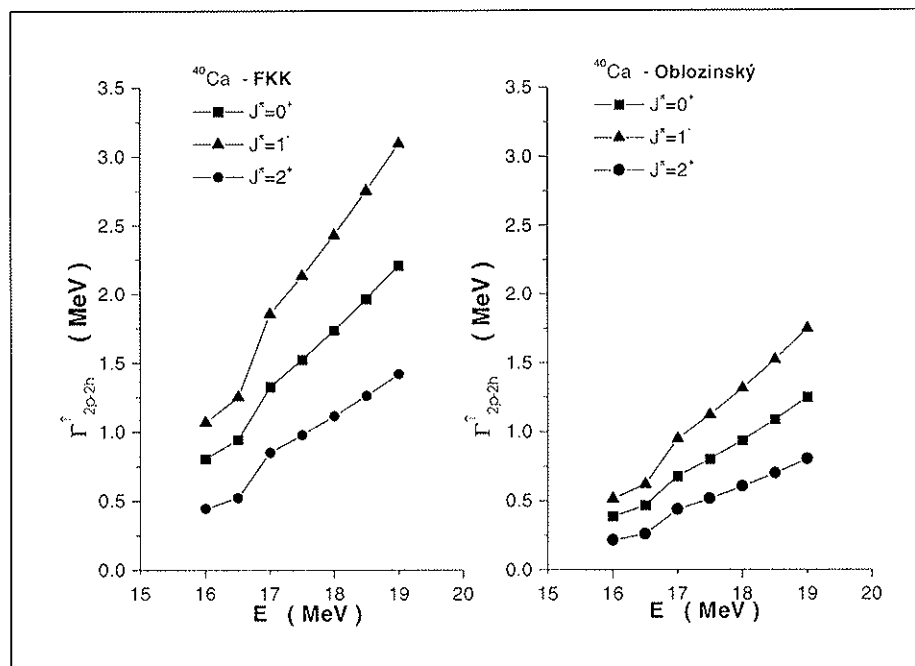 ⁴⁰Ca - FKK
J^π=0⁺
J^π=1⁻
J^π=2⁺
Γ↑ 2p-2h ( MeV )
3.5
3.0
2.5
2.0
1.5
1.0
0.5
0.0
15 16 17 18 19 20
E ( MeV )
⁴⁰Ca - Oblozinský
J^π=0⁺
J^π=1⁻
J^π=2⁺
Γ↑ 2p-2h ( MeV )
3.5
3.0
2.5
2.0
1.5
1.0
0.5
0.0
15 16 17 18 19 20
E ( MeV )